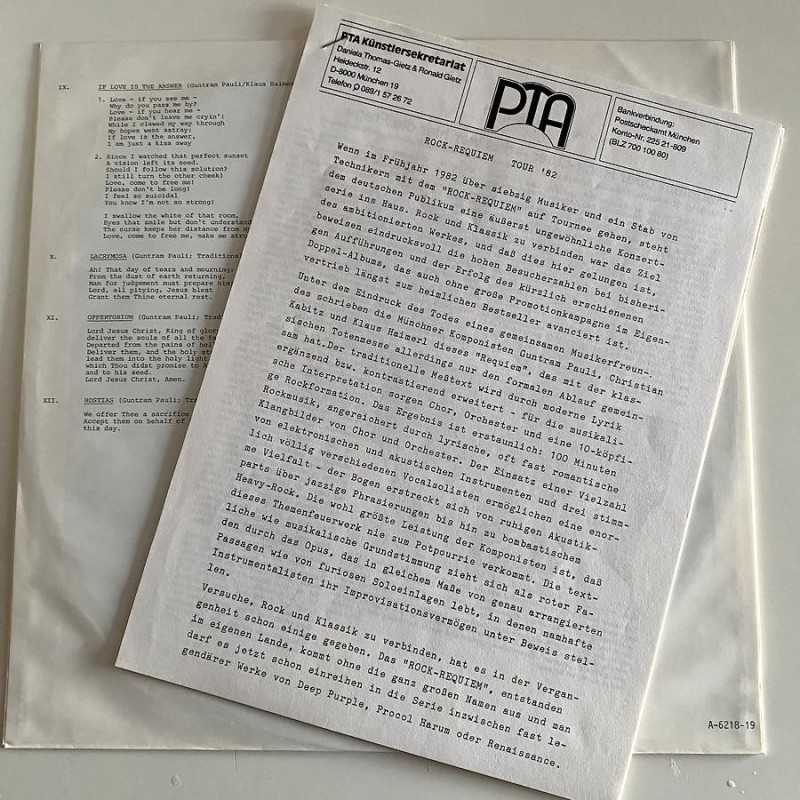 IX. IF LOVE IS THE ANSWER (Guntram Pauli/Klaus Haimer
1. Love - if you see me -
Why do you pass me by?
Love - if you hear me -
Please don't leave me cryin'!
While I clawed my way through
My hopes went astray;
If love is the answer,
I am just a kiss away
2. Since I watched that perfect sunset
A vision left its seed.
Should I follow this solution?
I still turn the other cheek!
Love, come to free me!
Please don't be long!
I feel so suicidal
You know I'm not so strong!
I swallow the white of that room,
Eyes that smile but don't understand
The nurse keeps her distance from my
Love, come to free me, make me stro
X. LACRYMOSA (Guntram Pauli; Traditiona
Ah! That day of tears and mourning;
From the dust of earth returning,
Man for judgement must prepare him
Lord, all pitying, Jesus blest
Grant them Thine eternal rest.
XI. OFFERTORIUM (Guntram Pauli; Trad
Lord Jesus Christ, King of glor
deliver the souls of all the fa
Departed from the pains of hel
Deliver them, and the holy st
lead them into the holy ligh
which Thou didst promise to A
and to his seed.
Lord Jesus Christ, Amen.
XII. HOSTIAS (Guntram Pauli; Tra
We offer Thee a sacrifice
Accept them on behalf of
this day.
A-6218-19
PTA Künstlersekretariat
Daniela Thomas-Gietz & Ronald Gietz
Heideckstr. 12
D-8000 München 19
Telefon 089/1 57 26 72
PTA
Bankverbindung:
Postscheckamt München
Konto-Nr. 225 21-809
(BLZ 700 100 80)
ROCK-REQUIEM TOUR '82
Wenn im Frühjahr 1982 über siebzig Musiker und ein Stab von
Technikern mit dem "ROCK-REQUIEM" auf Tournee gehen, steht
dem deutschen Publikum eine äußerst ungewöhnliche Konzert-
serie ins Haus. Rock und Klassik zu verbinden war das Ziel
des ambitionierten Werkes, und daß dies hier gelungen ist,
beweisen eindrucksvoll die hohen Besucherzahlen bei bisheri-
gen Aufführungen und der Erfolg des kürzlich erschienenen
Doppel-Albums, das auch ohne große Promotionkampagne im Eigen-
vertrieb längst zum heimlichen Bestseller avanciert ist.
Unter dem Eindruck des Todes eines gemeinsamen Musikerfreun-
des schrieben die Münchner Komponisten Guntram Pauli, Christian
Kabitz und Klaus Haimerl dieses "Requiem", das mit der klas-
sischen Totenmesse allerdings nur den formalen Ablauf gemein-
sam hat.Der traditionelle Meßtext wird durch moderne Lyrik
ergänzend bzw. kontrastierend erweitert - für die musikali-
sche Interpretation sorgen Chor, Orchester und eine 10-köpfi-
ge Rockformation. Das Ergebnis ist erstaunlich: 100 Minuten
Rockmusik, angereichert durch lyrische, oft fast romantische
Klangbilder von Chor und Orchester. Der Einsatz einer Vielzahl
von elektronischen und akustischen Instrumenten und drei stimm-
lich völlig verschiedenen Vocalsolisten ermöglichen eine enor-
me Vielfalt - der Bogen erstreckt sich von ruhigen Akustik-
parts über jazzige Phrasierungen bis hin zu bombastischem
Heavy-Rock. Die wohl größte Leistung der Komponisten ist, daß
dieses Themenfeuerwerk nie zum Potpourrie verkommt. Die text-
liche wie musikalische Grundstimmung zieht sich als roter Fa-
den durch das Opus, das in gleichem Maße von genau arrangierten
Passagen wie von furiosen Soloeinlagen lebt, in denen namhafte
Instrumentalisten ihr Improvisationsvermögen unter Beweis stel-
len.
Versuche, Rock und Klassik zu verbinden, hat es in der Vergan-
genheit schon einige gegeben. Das "ROCK-REQUIEM", entstanden
im eigenen Lande, kommt ohne die ganz großen Namen aus und man
darf es jetzt schon einreihen in die Serie inzwischen fast le-
gendärer Werke von Deep Purple, Procol Harum oder Renaissance.